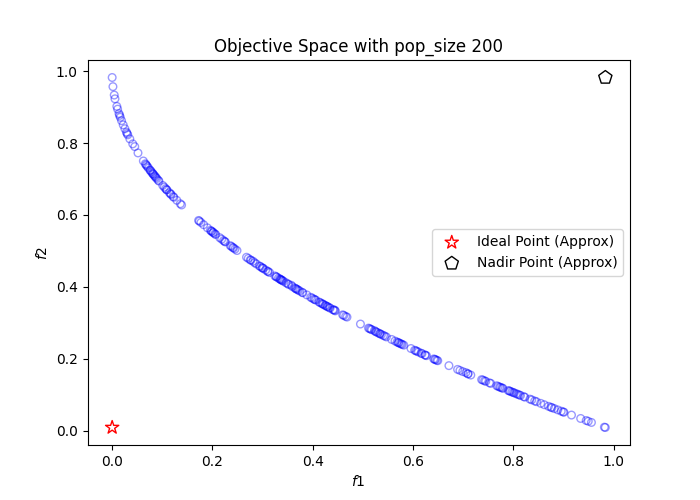 Objective Space with pop_size 200
1.0
0.8
0.6
0.4
0.2
0.0
f2
Ideal Point (Approx)
Nadir Point (Approx)
0.0 0.2 0.4 0.6 0.8 1.0
f1